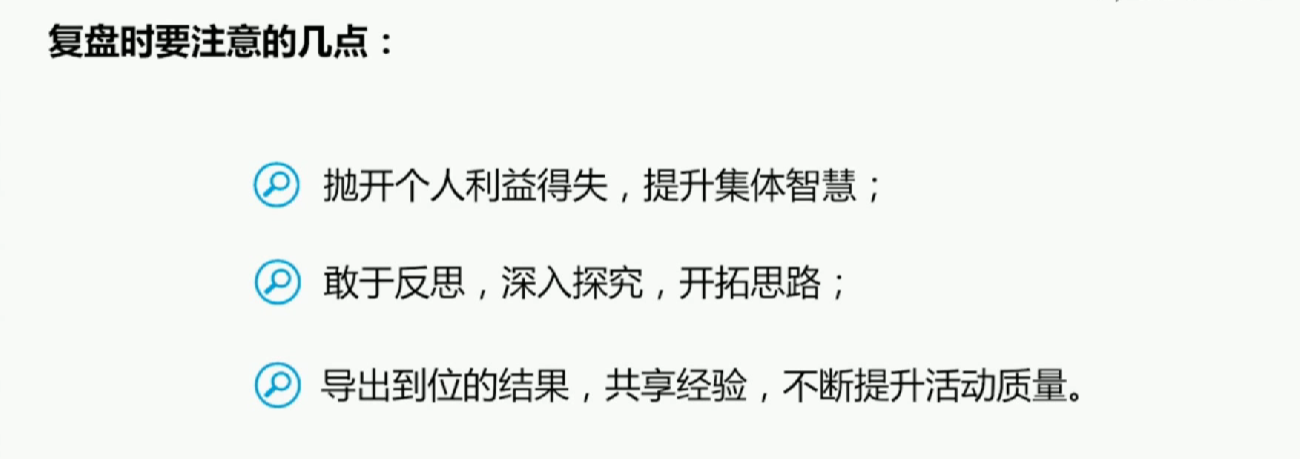 复盘时要注意的几点：
抛开个人利益得失，提升集体智慧；
敢于反思，深入探究，开拓思路；
导出到位的结果，共享经验，不断提升活动质量。